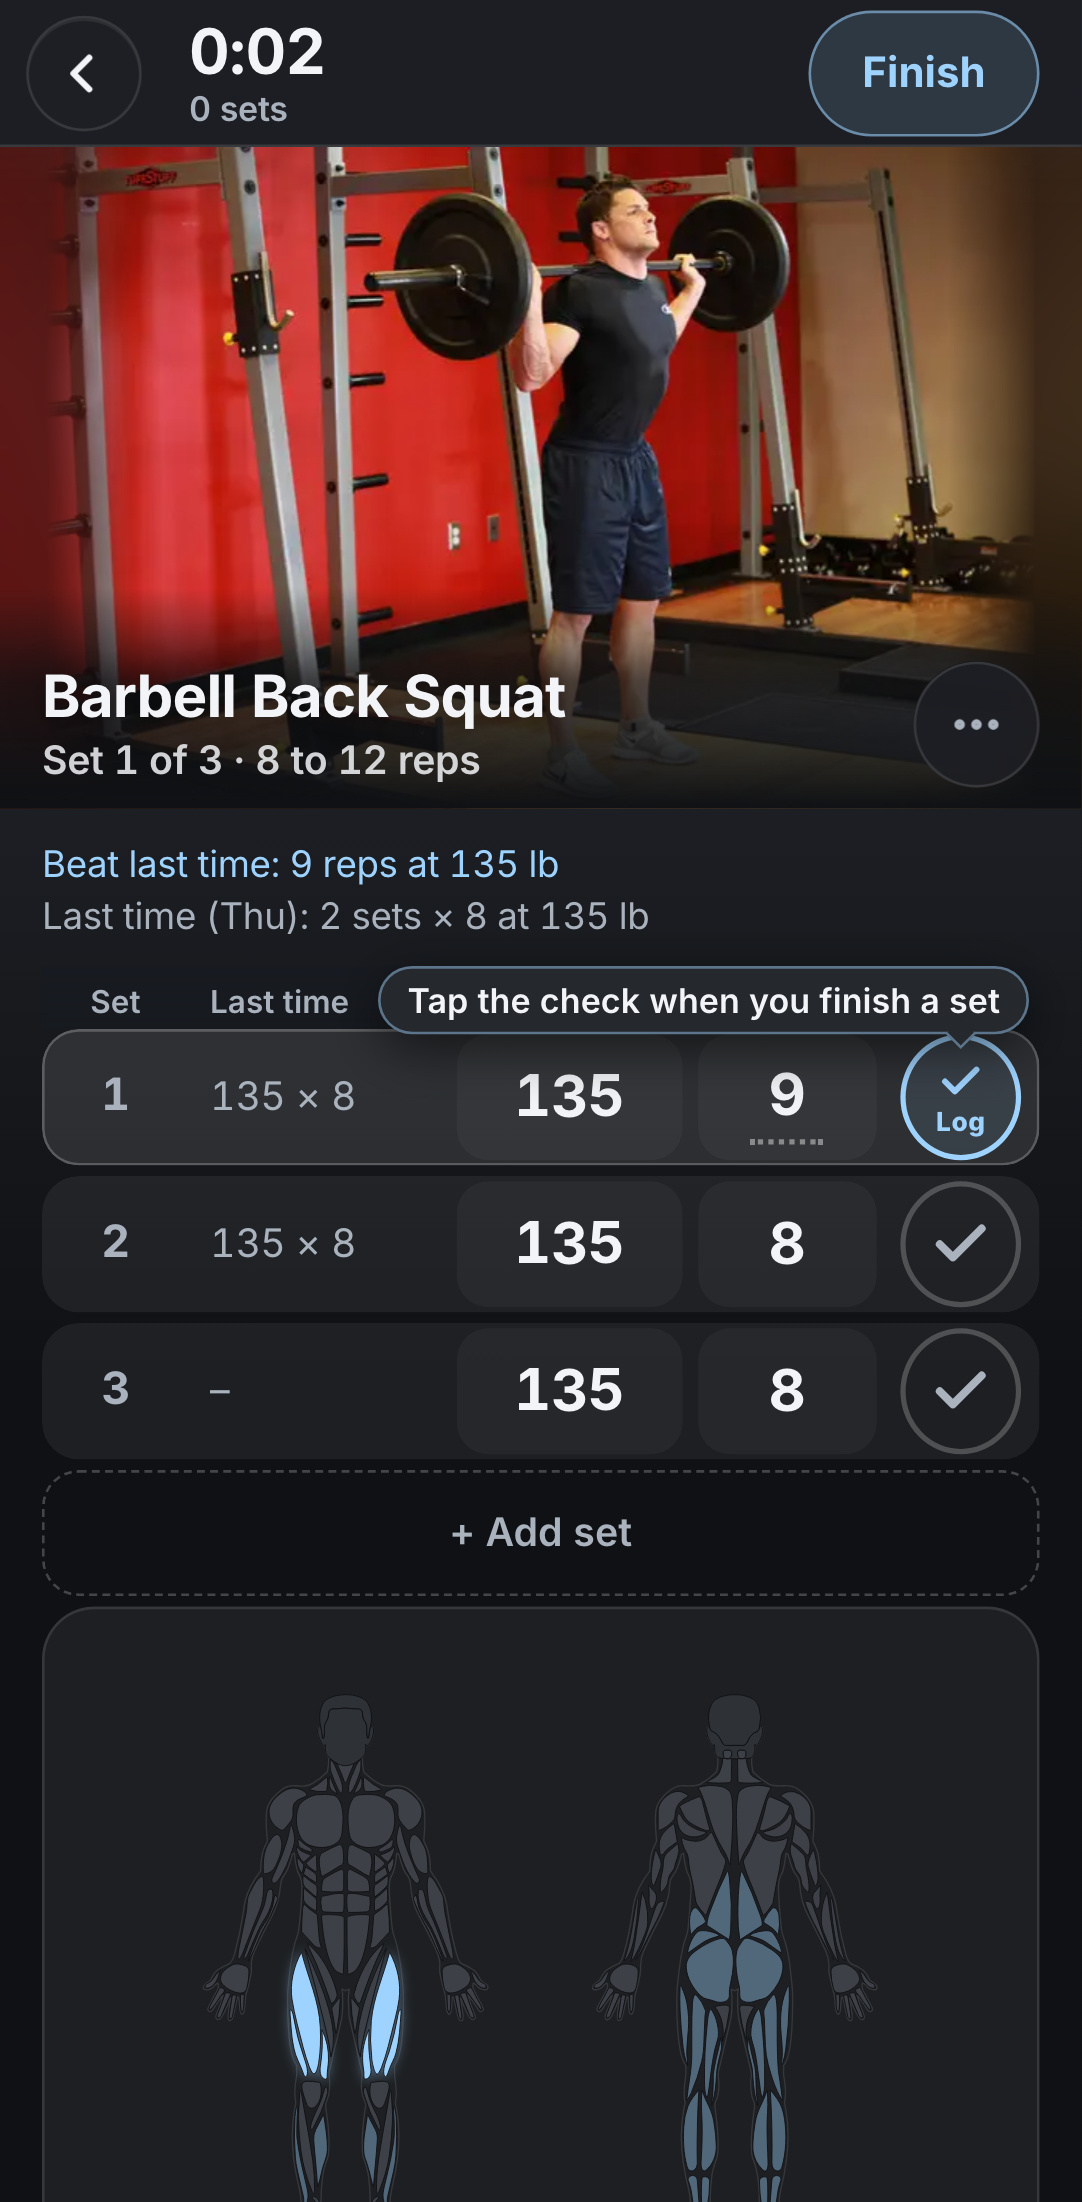 0:02
0 sets
Finish
Barbell Back Squat
Set 1 of 3 · 8 to 12 reps
Beat last time: 9 reps at 135 lb
Last time (Thu): 2 sets × 8 at 135 lb
Set Last time
Tap the check when you finish a set
1 135 × 8 135 9 Log
2 135 × 8 135 8
3 – 135 8
+ Add set